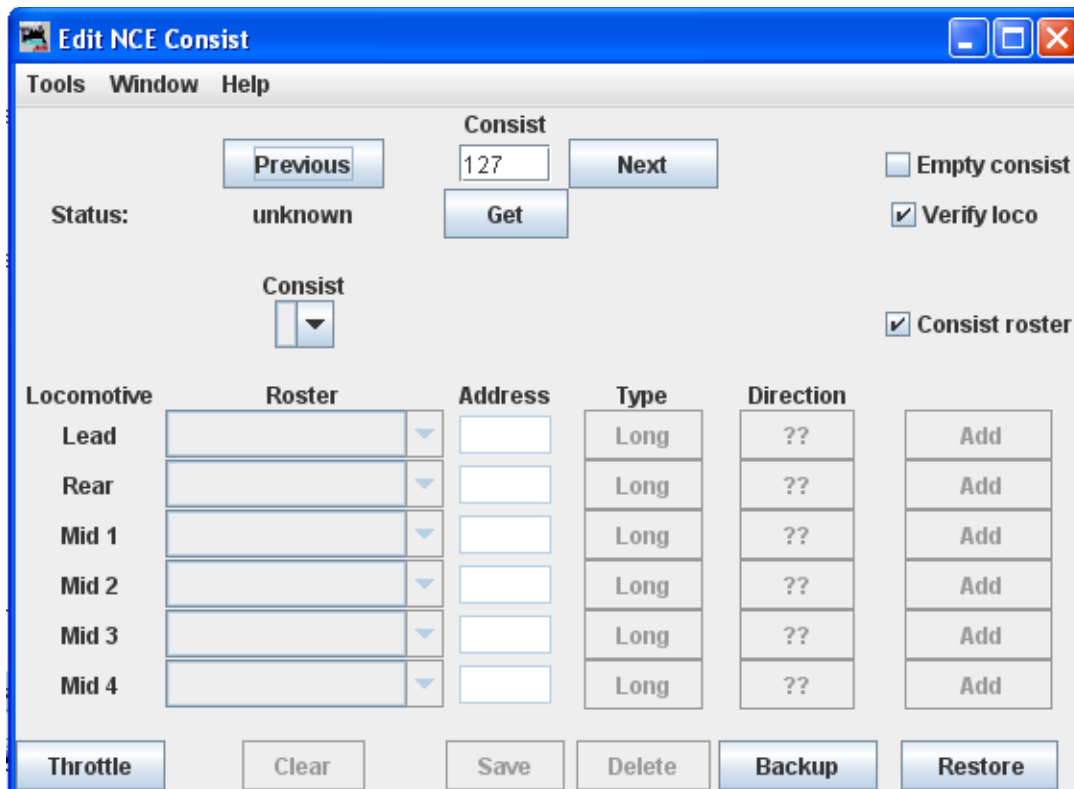 Edit NCE Consist
Tools Window Help
Consist
Previous 127 Next Empty consist
Status: unknown Get Verify loco
Consist
Consist roster
Locomotive Roster Address Type Direction
Lead Long ?? Add
Rear Long ?? Add
Mid 1 Long ?? Add
Mid 2 Long ?? Add
Mid 3 Long ?? Add
Mid 4 Long ?? Add
Throttle Clear Save Delete Backup Restore